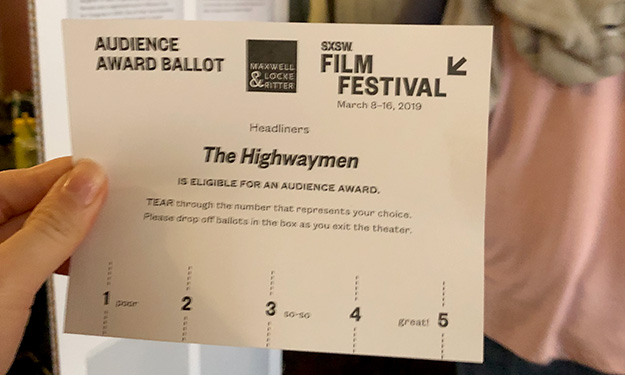 AUDIENCE
AWARD BALLOT
MAXWELL
& LOCKE
RITTER
SXSW
FILM
FESTIVAL
March 8–16, 2019
Headliners
The Highwaymen
IS ELIGIBLE FOR AN AUDIENCE AWARD.
TEAR through the number that represents your choice.
Please drop off ballots in the box as you exit the theater.
1 poor 2 3 so-so 4 great! 5